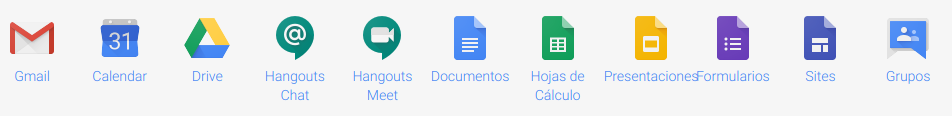 31
@
Gmail
Calendar
Drive
Hangouts
Chat
Hangouts
Meet
Documentos
Hojas de
Cálculo
Presentaciones
Formularios
Sites
Grupos